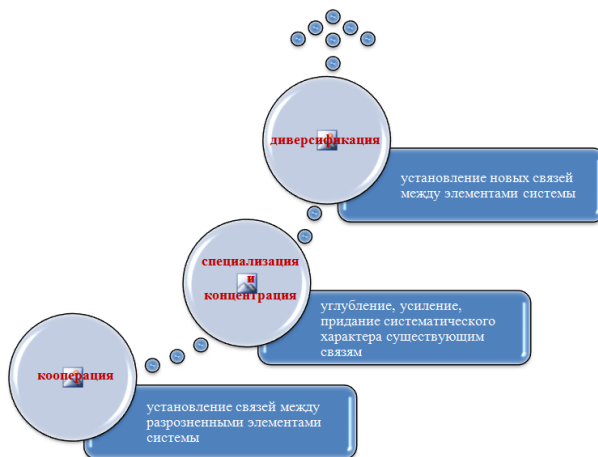 диверсификация
установление новых связей
между элементами системы
специализация
и
концентрация
углубление, усиление,
придание систематического
характера существующим
связям
кооперация
установление связей между
разрозненными элементами
системы